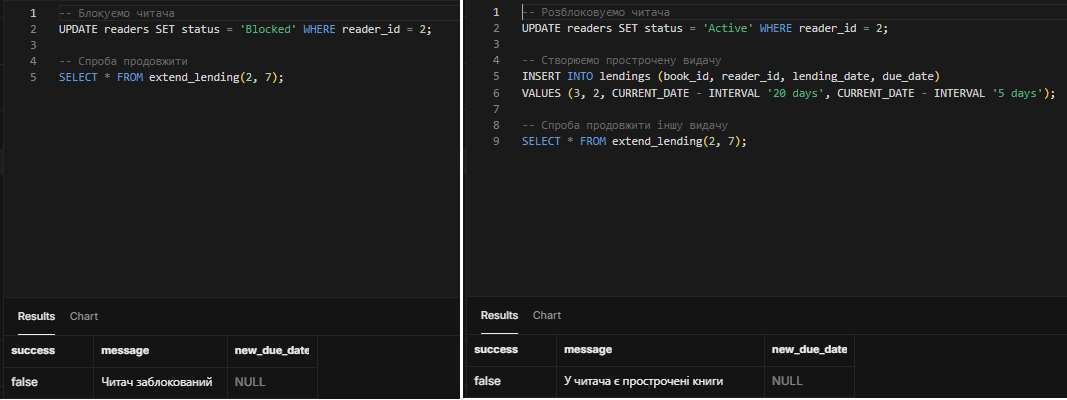 1 -- Блокуємо читача
2 UPDATE readers SET status = 'Blocked' WHERE reader_id = 2;
3
4 -- Спроба продовжити
5 SELECT * FROM extend_lending(2, 7);
Results Chart
success message new_due_date
false Читач заблокований NULL
1 -- Розблоковуємо читача
2 UPDATE readers SET status = 'Active' WHERE reader_id = 2;
3
4 -- Створюємо прострочену видачу
5 INSERT INTO lendings (book_id, reader_id, lending_date, due_date)
6 VALUES (3, 2, CURRENT_DATE - INTERVAL '20 days', CURRENT_DATE - INTERVAL '5 days');
7
8 -- Спроба продовжити іншу видачу
9 SELECT * FROM extend_lending(2, 7);
Results Chart
success message new_due_date
false У читача є прострочені книги NULL